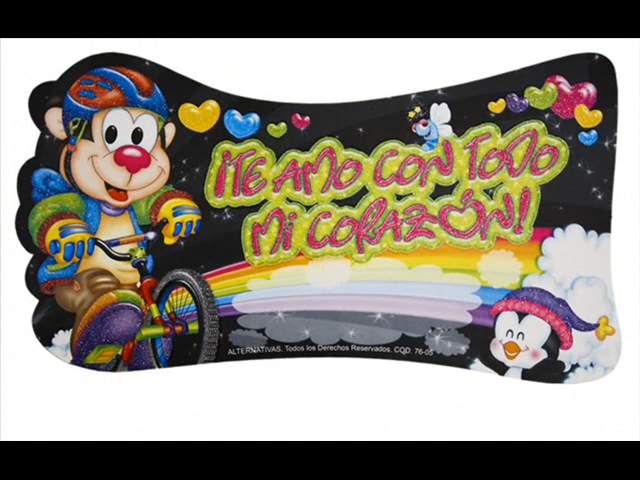 ¡TE AMO CON TODO
MI CORAZÓN!
ALTERNATIVAS. Todos los Derechos Reservados. COD. 76-05